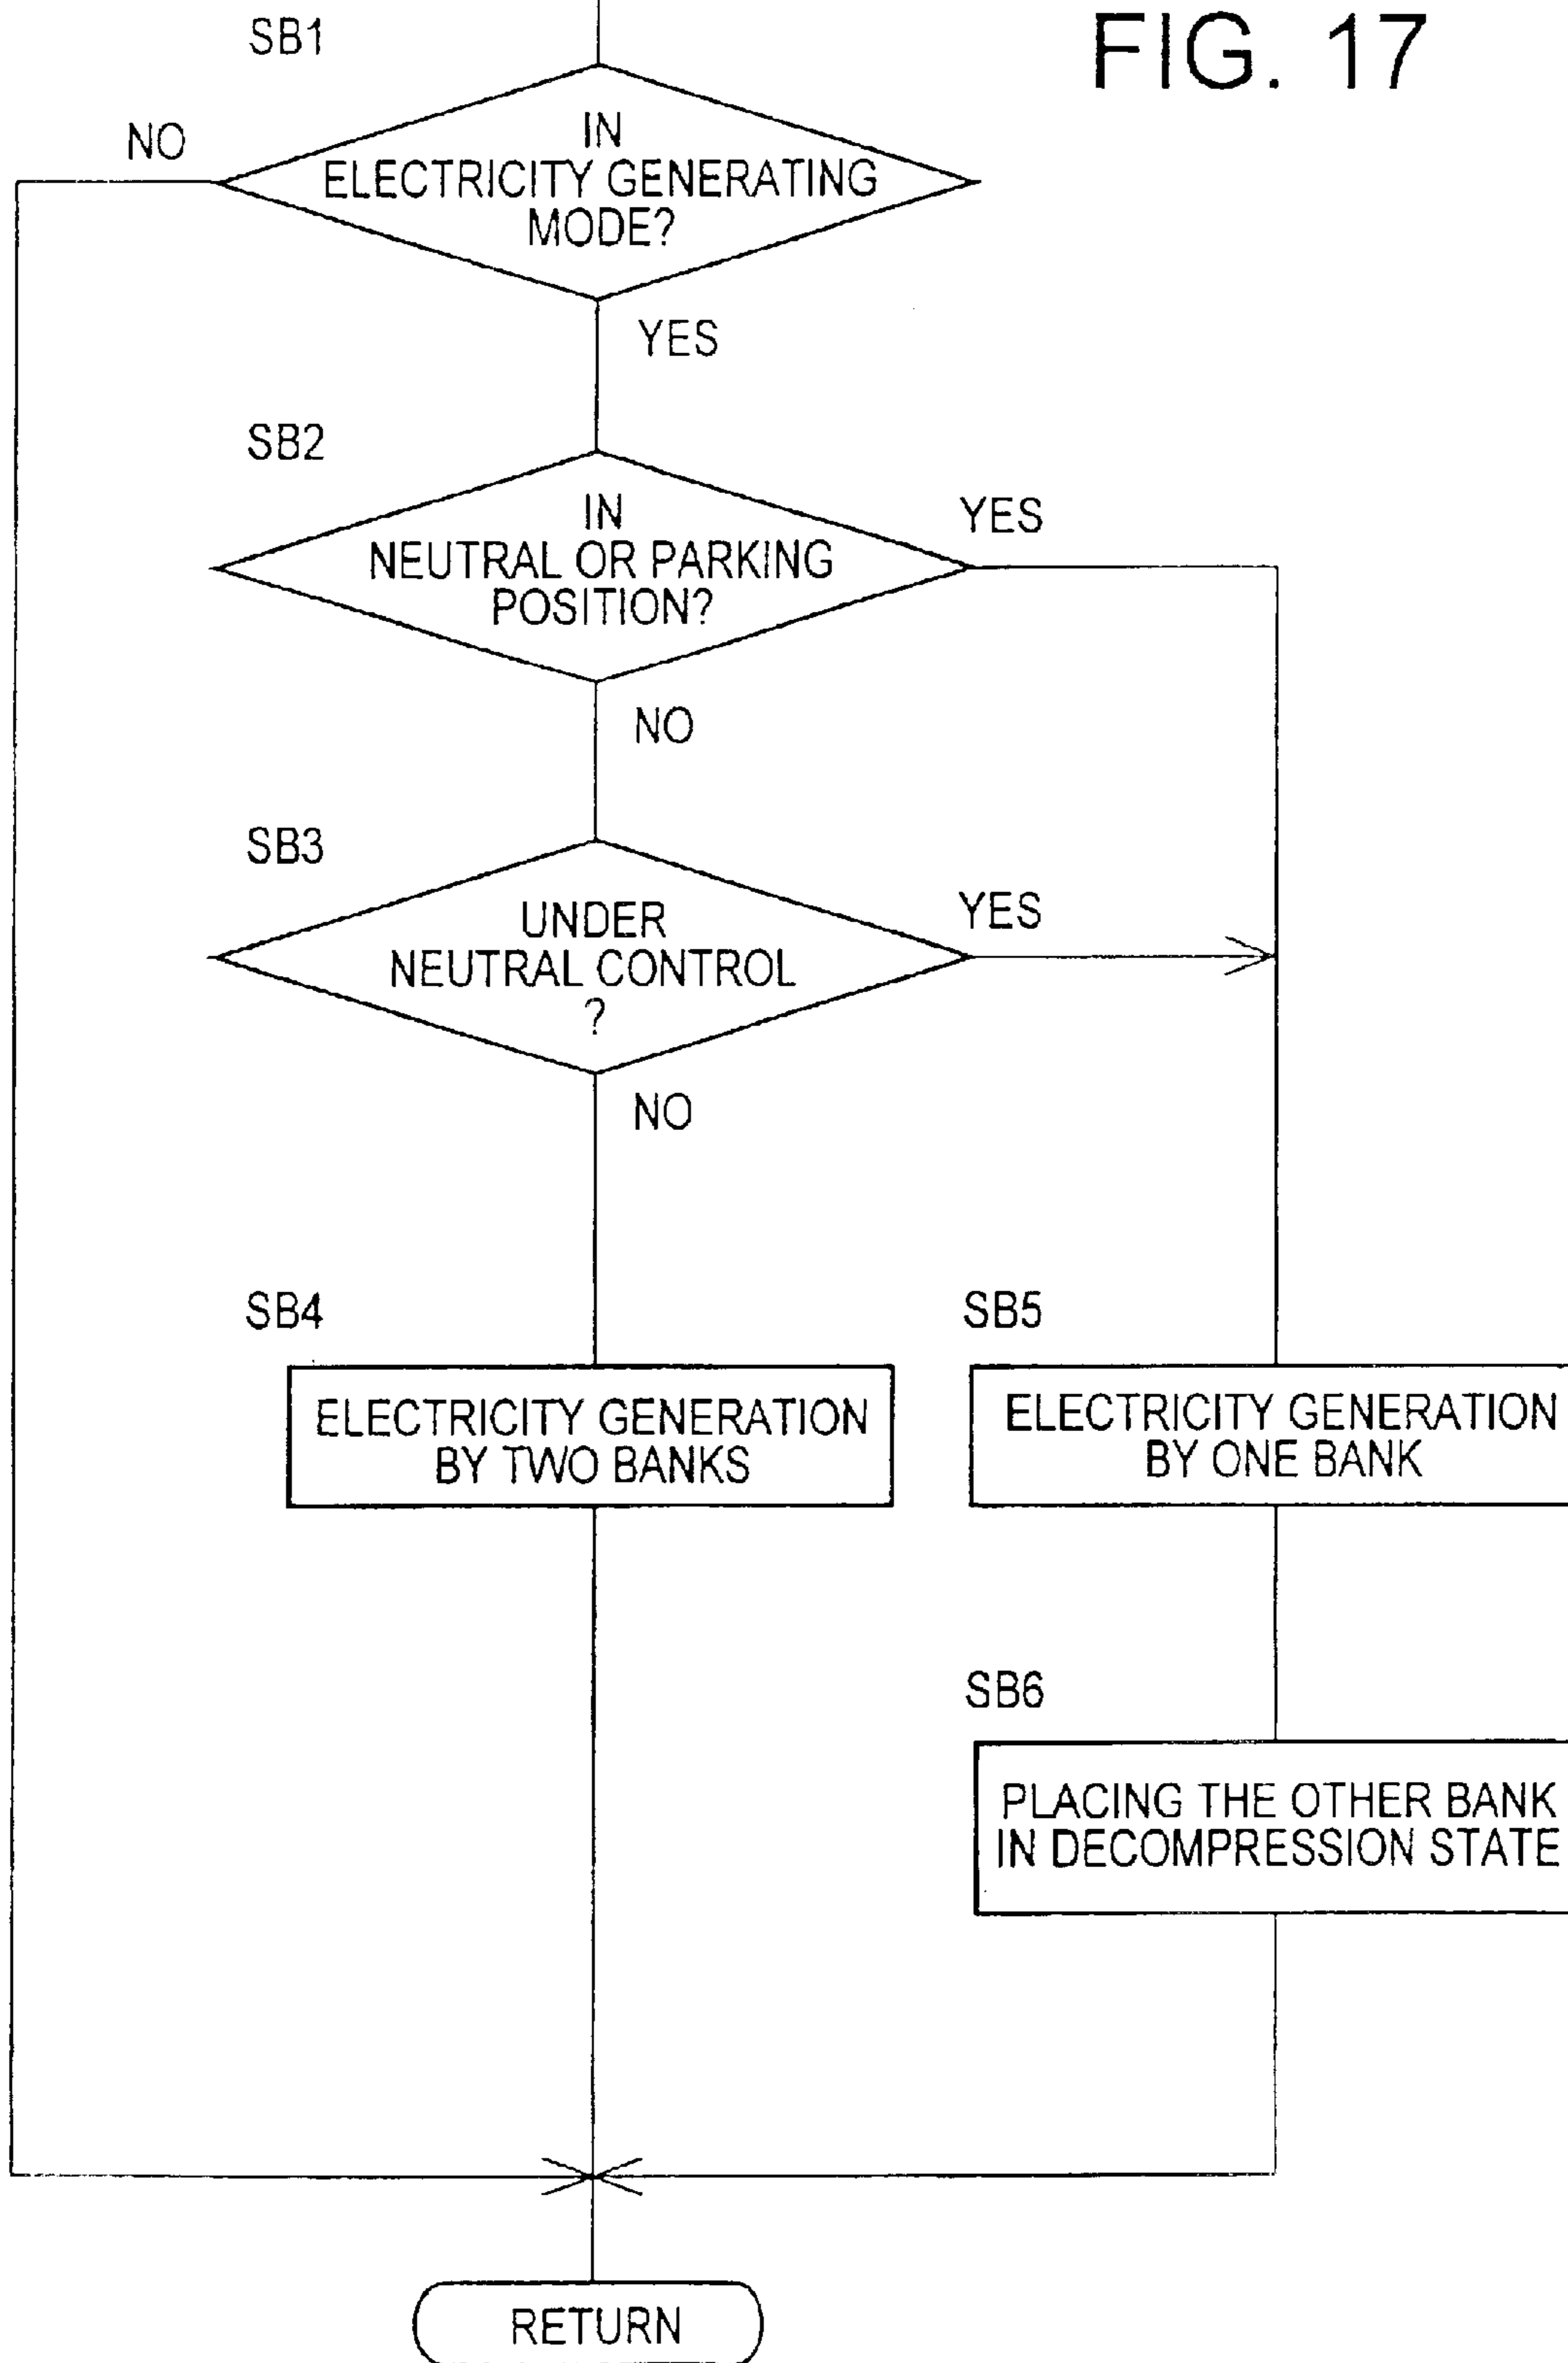 FIG. 17
SB1
IN
ELECTRICITY GENERATING
MODE?
NO
YES
SB2
IN
NEUTRAL OR PARKING
POSITION?
YES
NO
SB3
UNDER
NEUTRAL CONTROL
?
YES
NO
SB4
ELECTRICITY GENERATION
BY TWO BANKS
SB5
ELECTRICITY GENERATION
BY ONE BANK
SB6
PLACING THE OTHER BANK
IN DECOMPRESSION STATE
RETURN